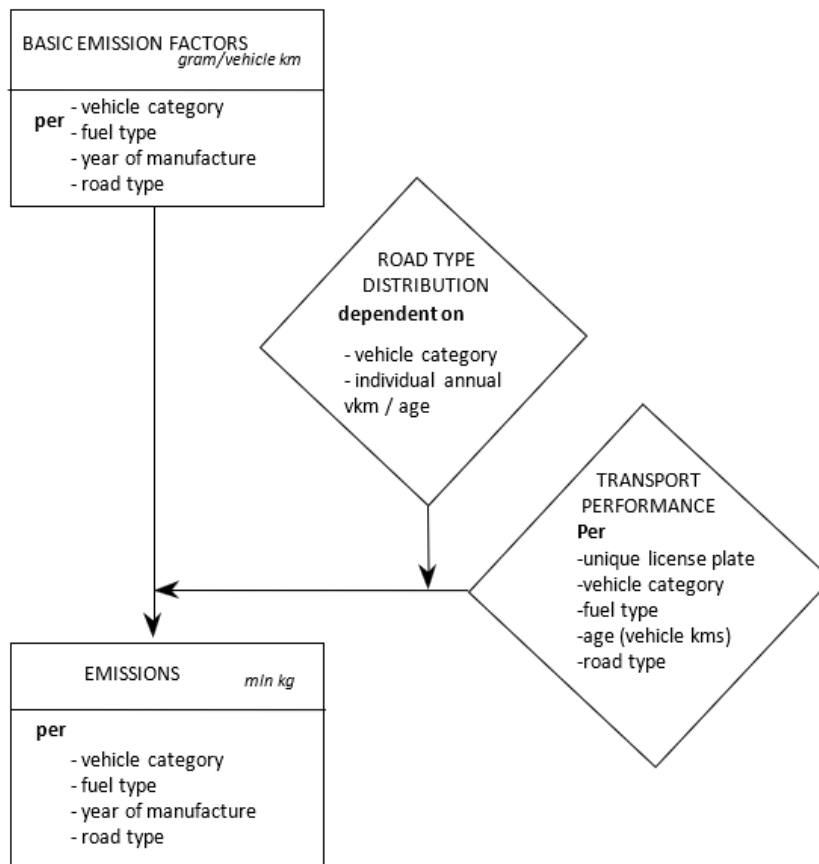 BASIC EMISSION FACTORS
gram/vehicle km
per
- vehicle category
- fuel type
- year of manufacture
- road type
ROAD TYPE
DISTRIBUTION
dependent on
- vehicle category
- individual annual
vkm / age
TRANSPORT
PERFORMANCE
Per
-unique license plate
-vehicle category
-fuel type
-age (vehicle kms)
-road type
EMISSIONS
mln kg
per
- vehicle category
- fuel type
- year of manufacture
- road type